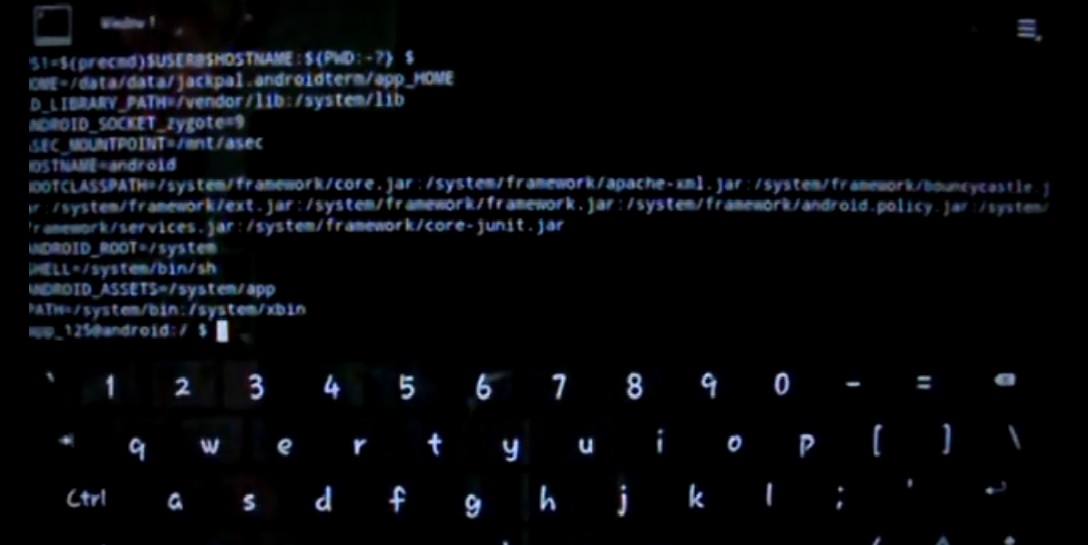 Window 1
S1=$(precmd)$USER@$HOSTNAME:${PWD:-?} $
OME=/data/data/jackpal.androidterm/app_HOME
D_LIBRARY_PATH=/vendor/lib:/system/lib
NDROID_SOCKET_zygote=9
SEC_MOUNTPOINT=/mnt/asec
OSTNAME=android
OOTCLASSPATH=/system/framework/core.jar:/system/framework/apache-xml.jar:/system/framework/bouncycastle.j
r:/system/framework/ext.jar:/system/framework/framework.jar:/system/framework/android.policy.jar:/system/
ramework/services.jar:/system/framework/core-junit.jar
NDROID_ROOT=/system
SHELL=/system/bin/sh
ANDROID_ASSETS=/system/app
PATH=/system/bin:/system/xbin
app_125@android:/ $
` 1 2 3 4 5 6 7 8 9 0 - =
q w e r t y u i o p [ ] \
Ctrl a s d f g h j k l ; '